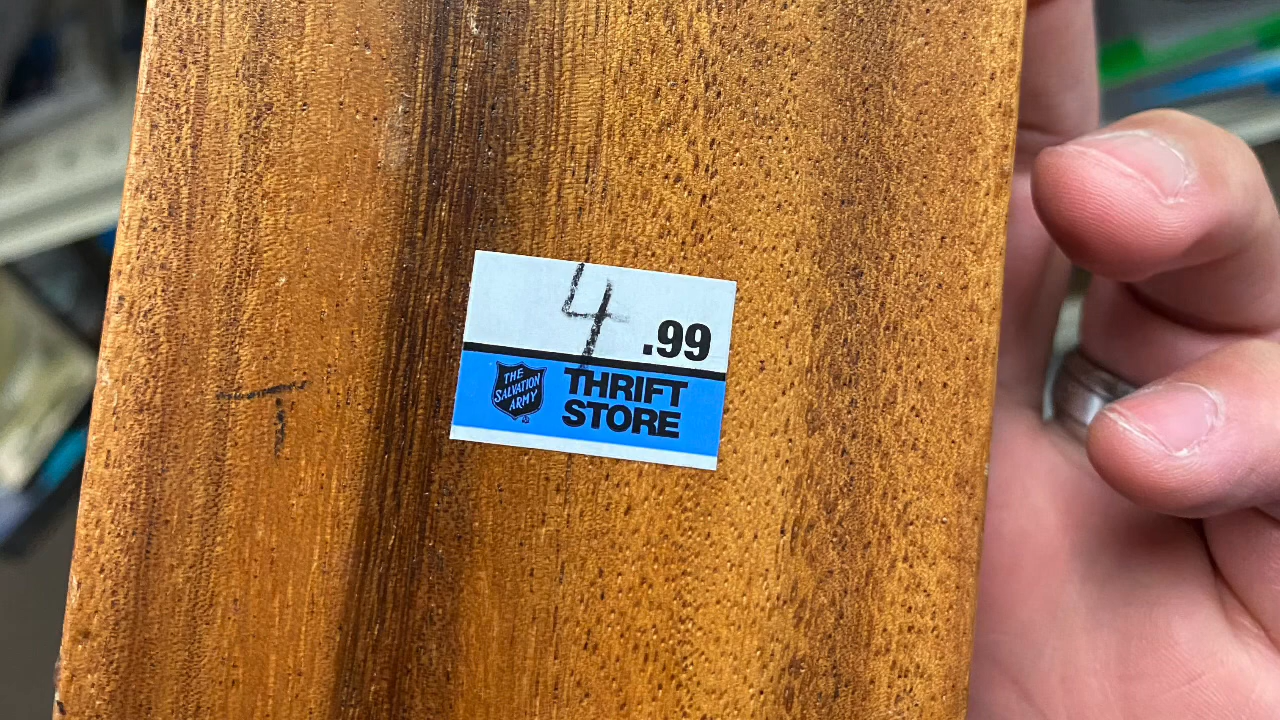 4 .99
THE
SALVATION
ARMY
THRIFT
STORE
T